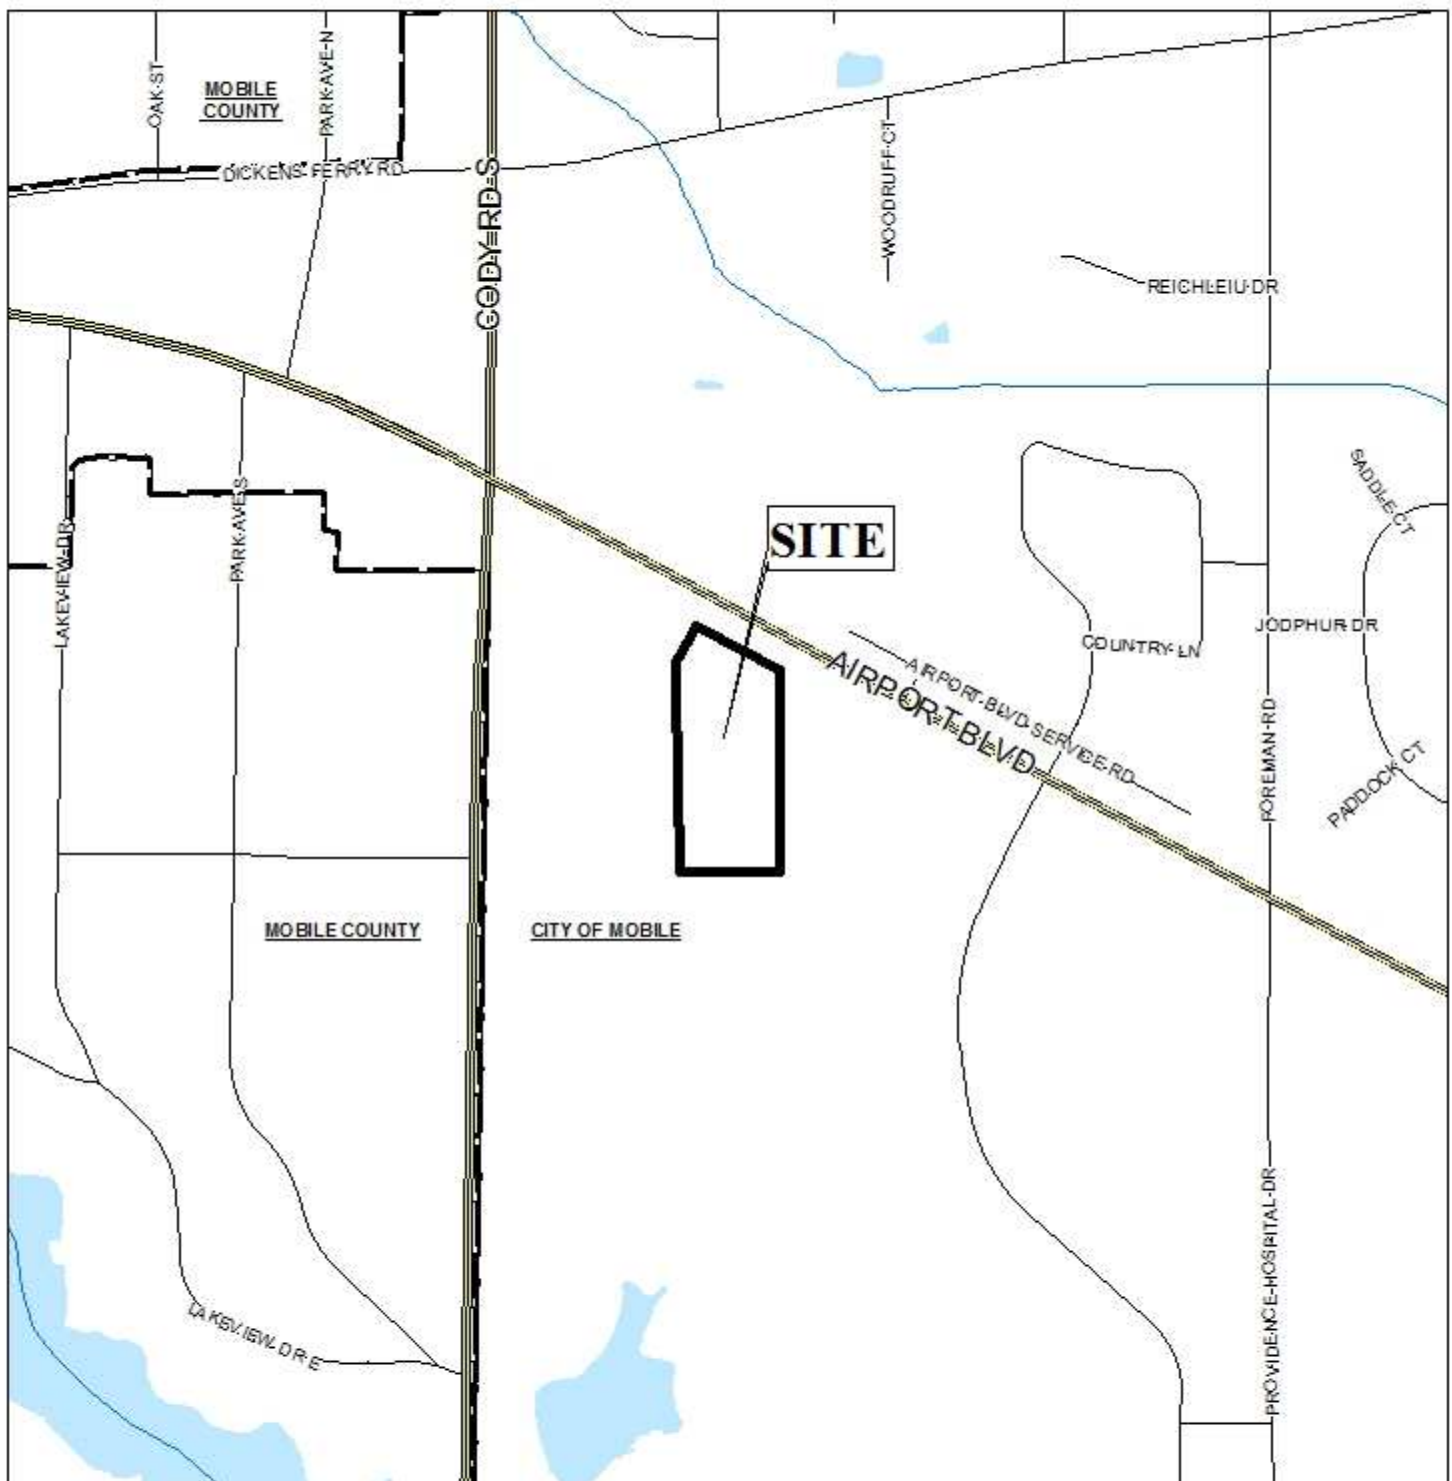 OAK ST
MOBILE
COUNTY
PARK AVE N
DICKENS FERRY RD
CODY RD S
WOODRUFF CT
REICHLEIU DR
SADDLE CT
SITE
LAKEVIEW DR
PARK AVE S
COUNTRY LN
JODPHUR DR
AIRPORT BLVD SERVICE RD
AIRPORT BLVD
FOREMAN RD
PADDOCK CT
MOBILE COUNTY
CITY OF MOBILE
PROVIDENCE HOSPITAL DR
LAKEVIEW DR E